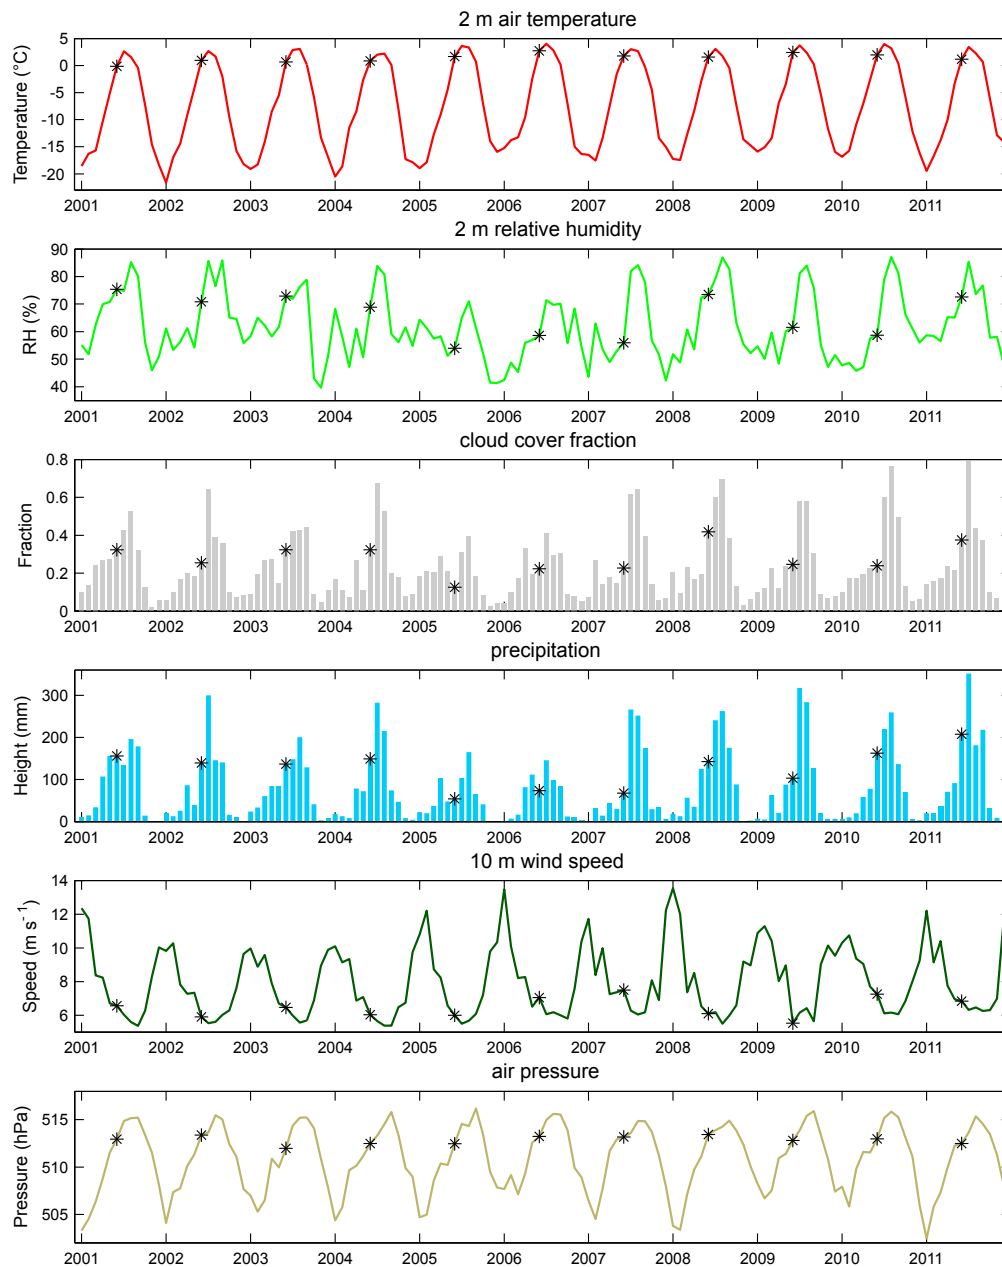 2 m air temperature
Temperature (°C)
5
0
-5
-10
-15
-20
2001 2002 2003 2004 2005 2006 2007 2008 2009 2010 2011
2 m relative humidity
RH (%)
90
80
70
60
50
40
2001 2002 2003 2004 2005 2006 2007 2008 2009 2010 2011
cloud cover fraction
Fraction
0.8
0.6
0.4
0.2
0
2001 2002 2003 2004 2005 2006 2007 2008 2009 2010 2011
precipitation
Height (mm)
300
200
100
0
2001 2002 2003 2004 2005 2006 2007 2008 2009 2010 2011
10 m wind speed
Speed (m s⁻¹)
14
12
10
8
6
2001 2002 2003 2004 2005 2006 2007 2008 2009 2010 2011
air pressure
Pressure (hPa)
515
510
505
2001 2002 2003 2004 2005 2006 2007 2008 2009 2010 2011